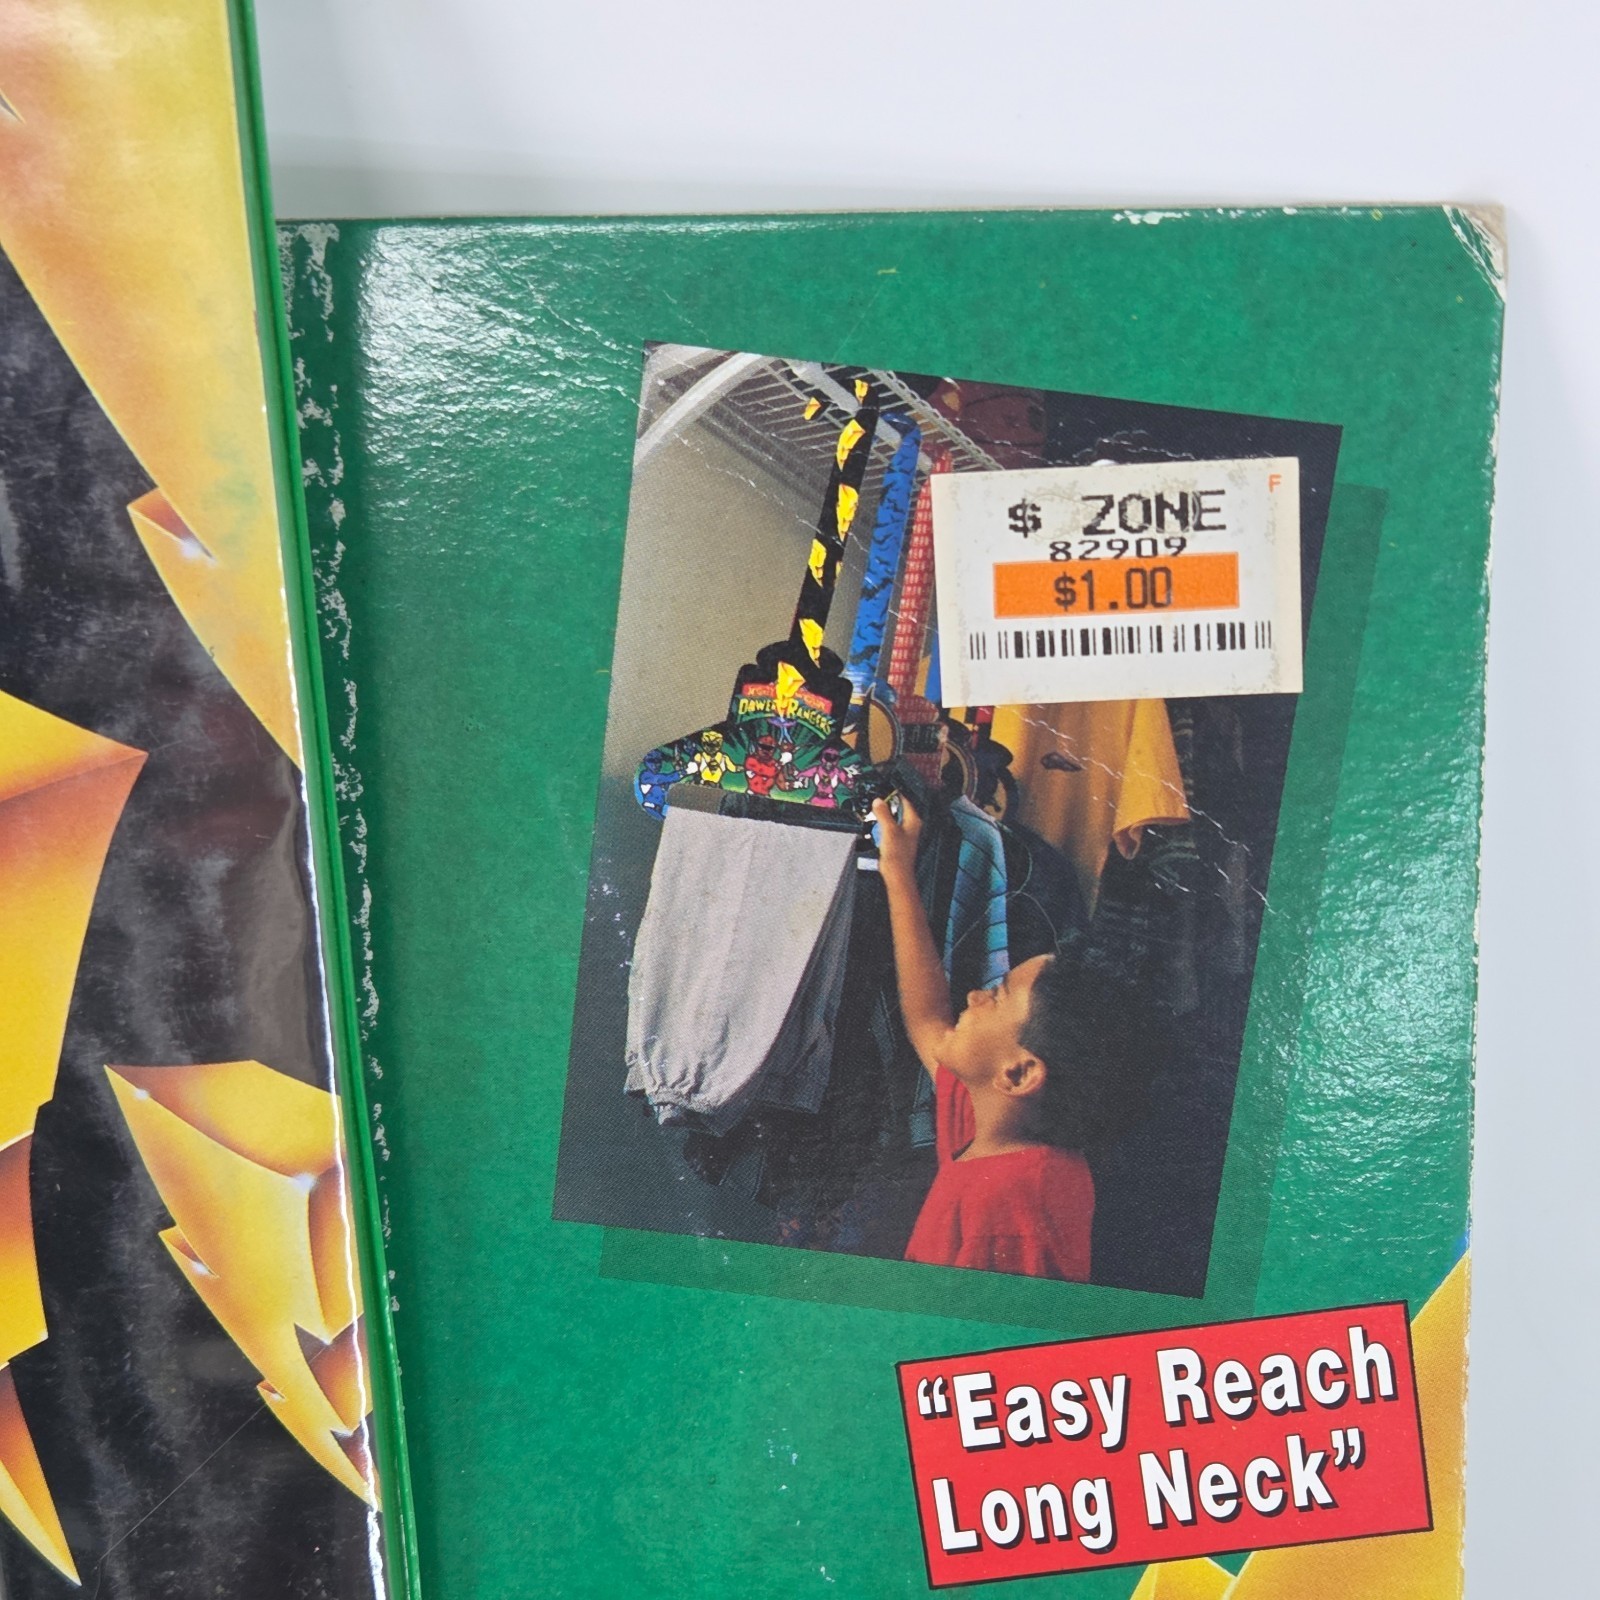 F
$ ZONE
82909
$1.00
POWER RANGERS
“Easy Reach
Long Neck”